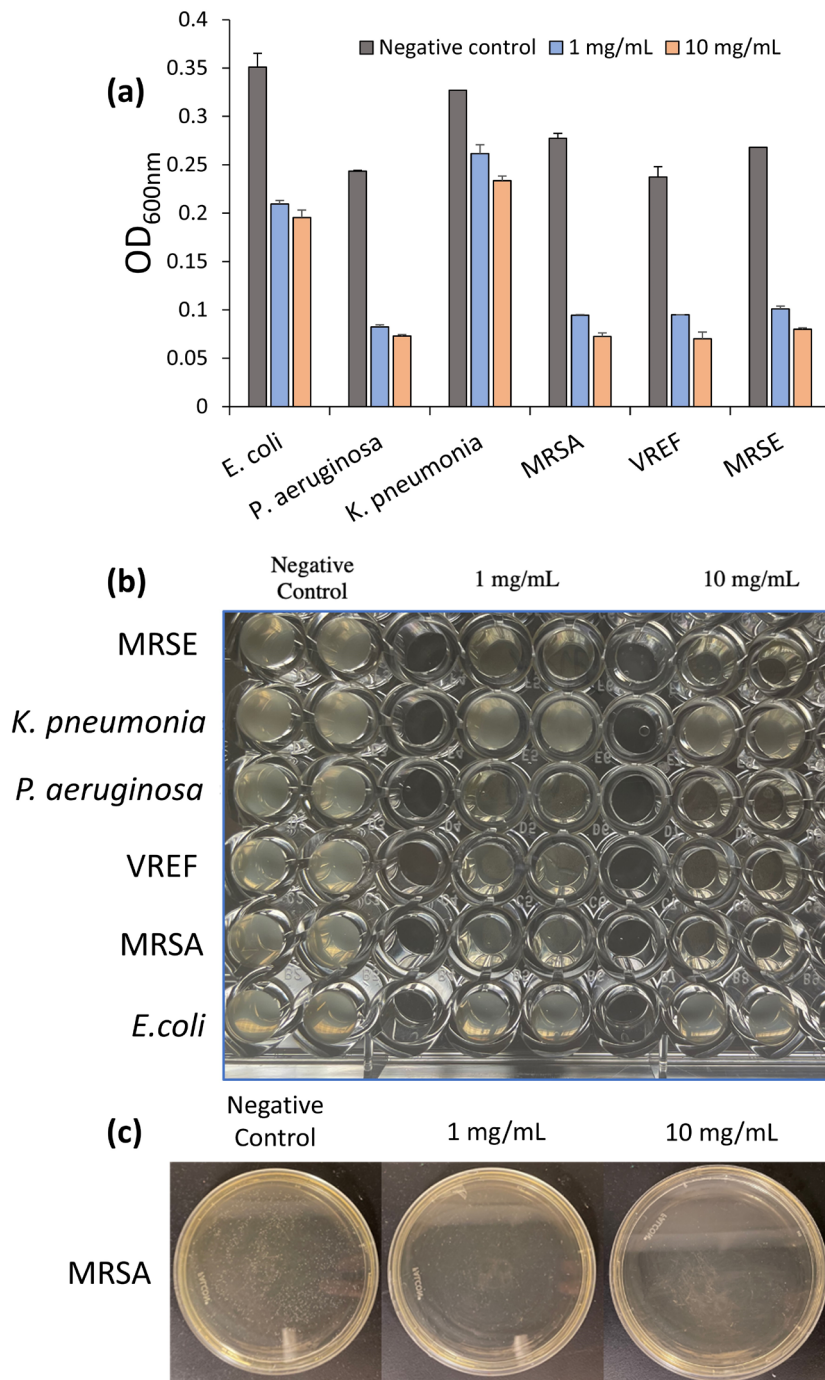 Negative control 1 mg/mL 10 mg/mL
(a)
OD600nm
0.35
0.3
0.25
0.2
0.15
0.1
0.05
0
E. coli
P. aeruginosa
K. pneumonia
MRSA
VREF
MRSE
(b)
Negative
Control
1 mg/mL
10 mg/mL
MRSE
K. pneumonia
P. aeruginosa
VREF
MRSA
E.coli
(c)
Negative
Control
1 mg/mL
10 mg/mL
MRSA
FALCON